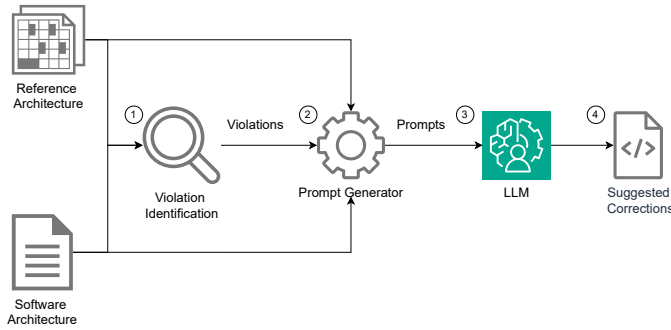 Reference
Architecture
1
Violation
Identification
Violations
2
Prompt Generator
Prompts
3
LLM
4
</>
Suggested
Corrections
Software
Architecture